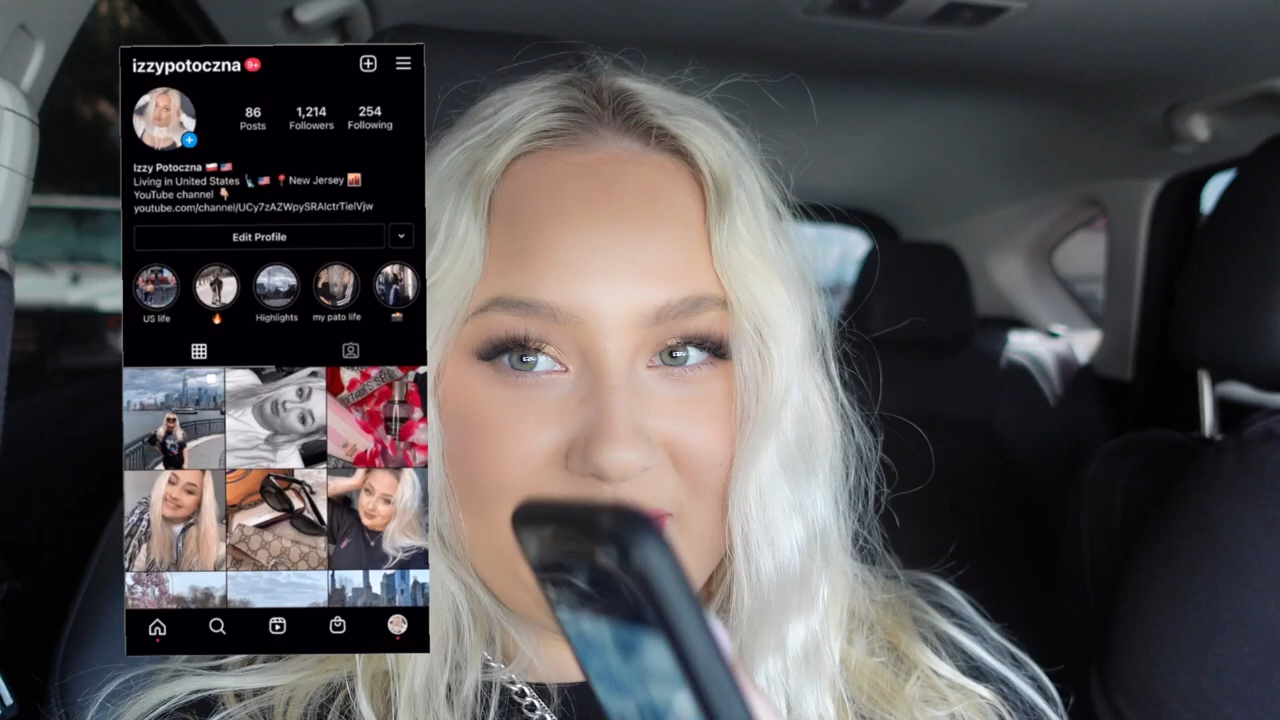 izzypotoczna 9+
86 1,214 254
Posts Followers Following
Izzy Potoczna 🇵🇱🇺🇸
Living in United States 🗽🇺🇸 📍New Jersey 🌇
YouTube channel 👇🏻
youtube.com/channel/UCy7zAZWpySRAIctrTielVjw
Edit Profile
US life 🔥 Highlights my pato life 📸